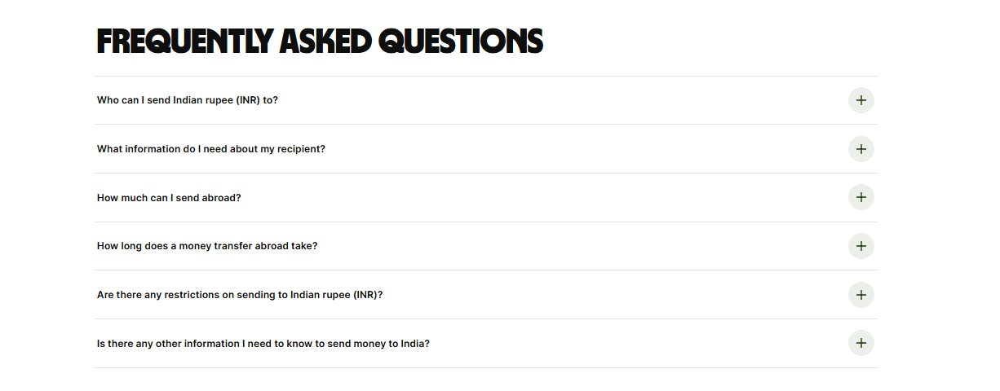 FREQUENTLY ASKED QUESTIONS
Who can I send Indian rupee (INR) to?
What information do I need about my recipient?
How much can I send abroad?
How long does a money transfer abroad take?
Are there any restrictions on sending to Indian rupee (INR)?
Is there any other information I need to know to send money to India?